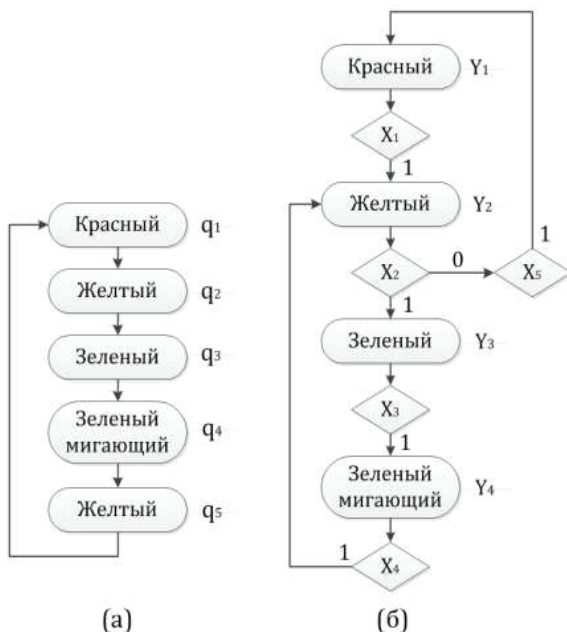 Красный q₁
Желтый q₂
Зеленый q₃
Зеленый
мигающий q₄
Желтый q₅
(а)
Красный Y₁
X₁
1
Желтый Y₂
X₂ 0 X₅ 1
1
Зеленый Y₃
X₃
1
Зеленый
мигающий Y₄
1 X₄
(б)